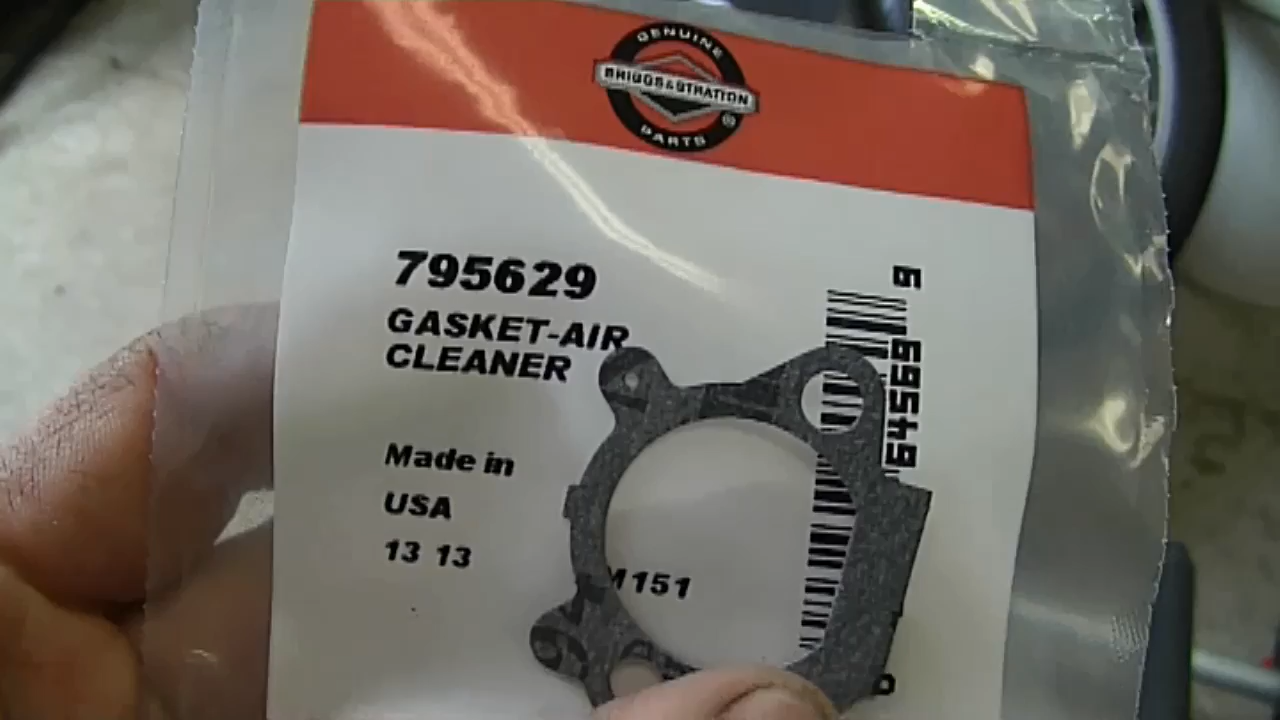 GENUINE
BRIGGS&STRATTON
®
PARTS
795629
GASKET-AIR
CLEANER
Made in
USA
13 13
M151